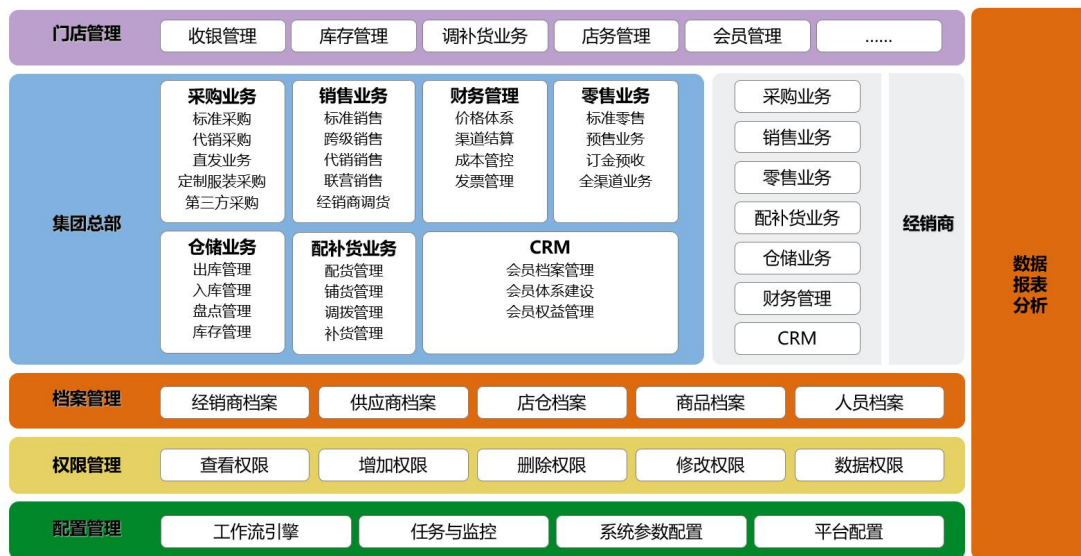 门店管理
收银管理
库存管理
调补货业务
店务管理
会员管理
......
集团总部
采购业务
标准采购
代销采购
直发业务
定制服装采购
第三方采购
销售业务
标准销售
跨级销售
代销销售
联营销售
经销商调货
财务管理
价格体系
渠道结算
成本管控
发票管理
零售业务
标准零售
预售业务
订金预收
全渠道业务
仓储业务
出库管理
入库管理
盘点管理
库存管理
配补货业务
配货管理
铺货管理
调拨管理
补货管理
CRM
会员档案管理
会员体系建设
会员权益管理
采购业务
销售业务
零售业务
配补货业务
仓储业务
财务管理
CRM
经销商
数据
报表
分析
档案管理
经销商档案
供应商档案
店仓档案
商品档案
人员档案
权限管理
查看权限
增加权限
删除权限
修改权限
数据权限
配置管理
工作流引擎
任务与监控
系统参数配置
平台配置